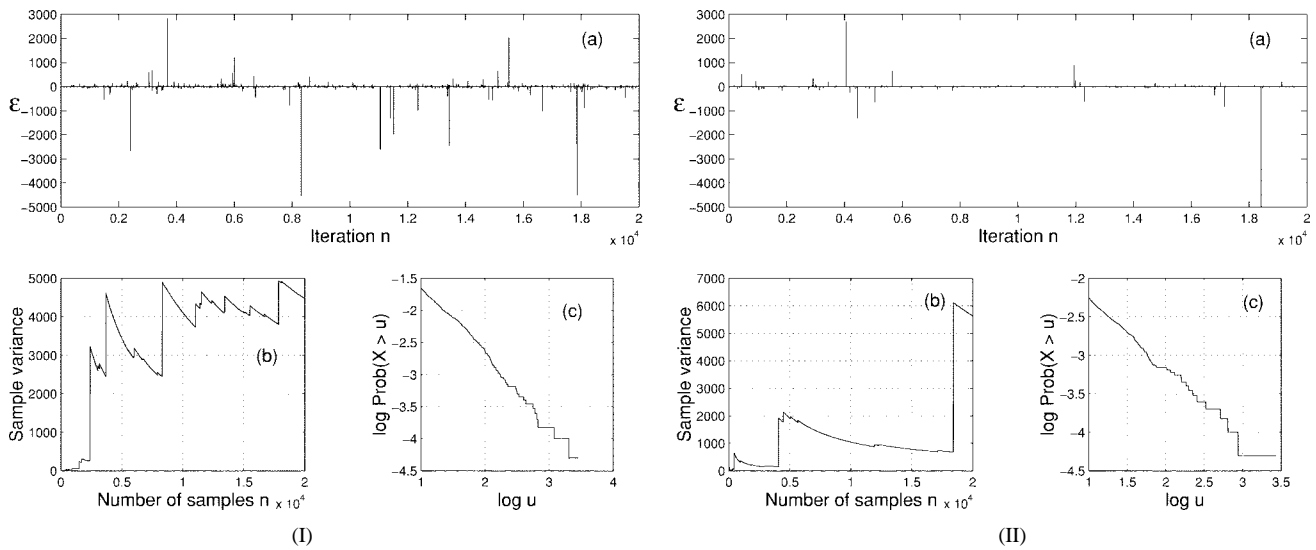 3000
2000
1000
0
-1000
-2000
-3000
-4000
-5000
ε
(a)
0 0.2 0.4 0.6 0.8 1 1.2 1.4 1.6 1.8 2
Iteration n
x 10^4
5000
4000
3000
2000
1000
0
Sample variance
(b)
0 0.5 1 1.5 2
Number of samples n x 10^4
-1.5
-2
-2.5
-3
-3.5
-4
-4.5
log Prob(X > u)
(c)
1 2 3 4
log u
(I)
3000
2000
1000
0
-1000
-2000
-3000
-4000
-5000
ε
(a)
0 0.2 0.4 0.6 0.8 1 1.2 1.4 1.6 1.8 2
Iteration n
x 10^4
7000
6000
5000
4000
3000
2000
1000
0
Sample variance
(b)
0 0.5 1 1.5 2
Number of samples n x 10^4
-2
-2.5
-3
-3.5
-4
-4.5
log Prob(X > u)
(c)
1 1.5 2 2.5 3 3.5
log u
(II)